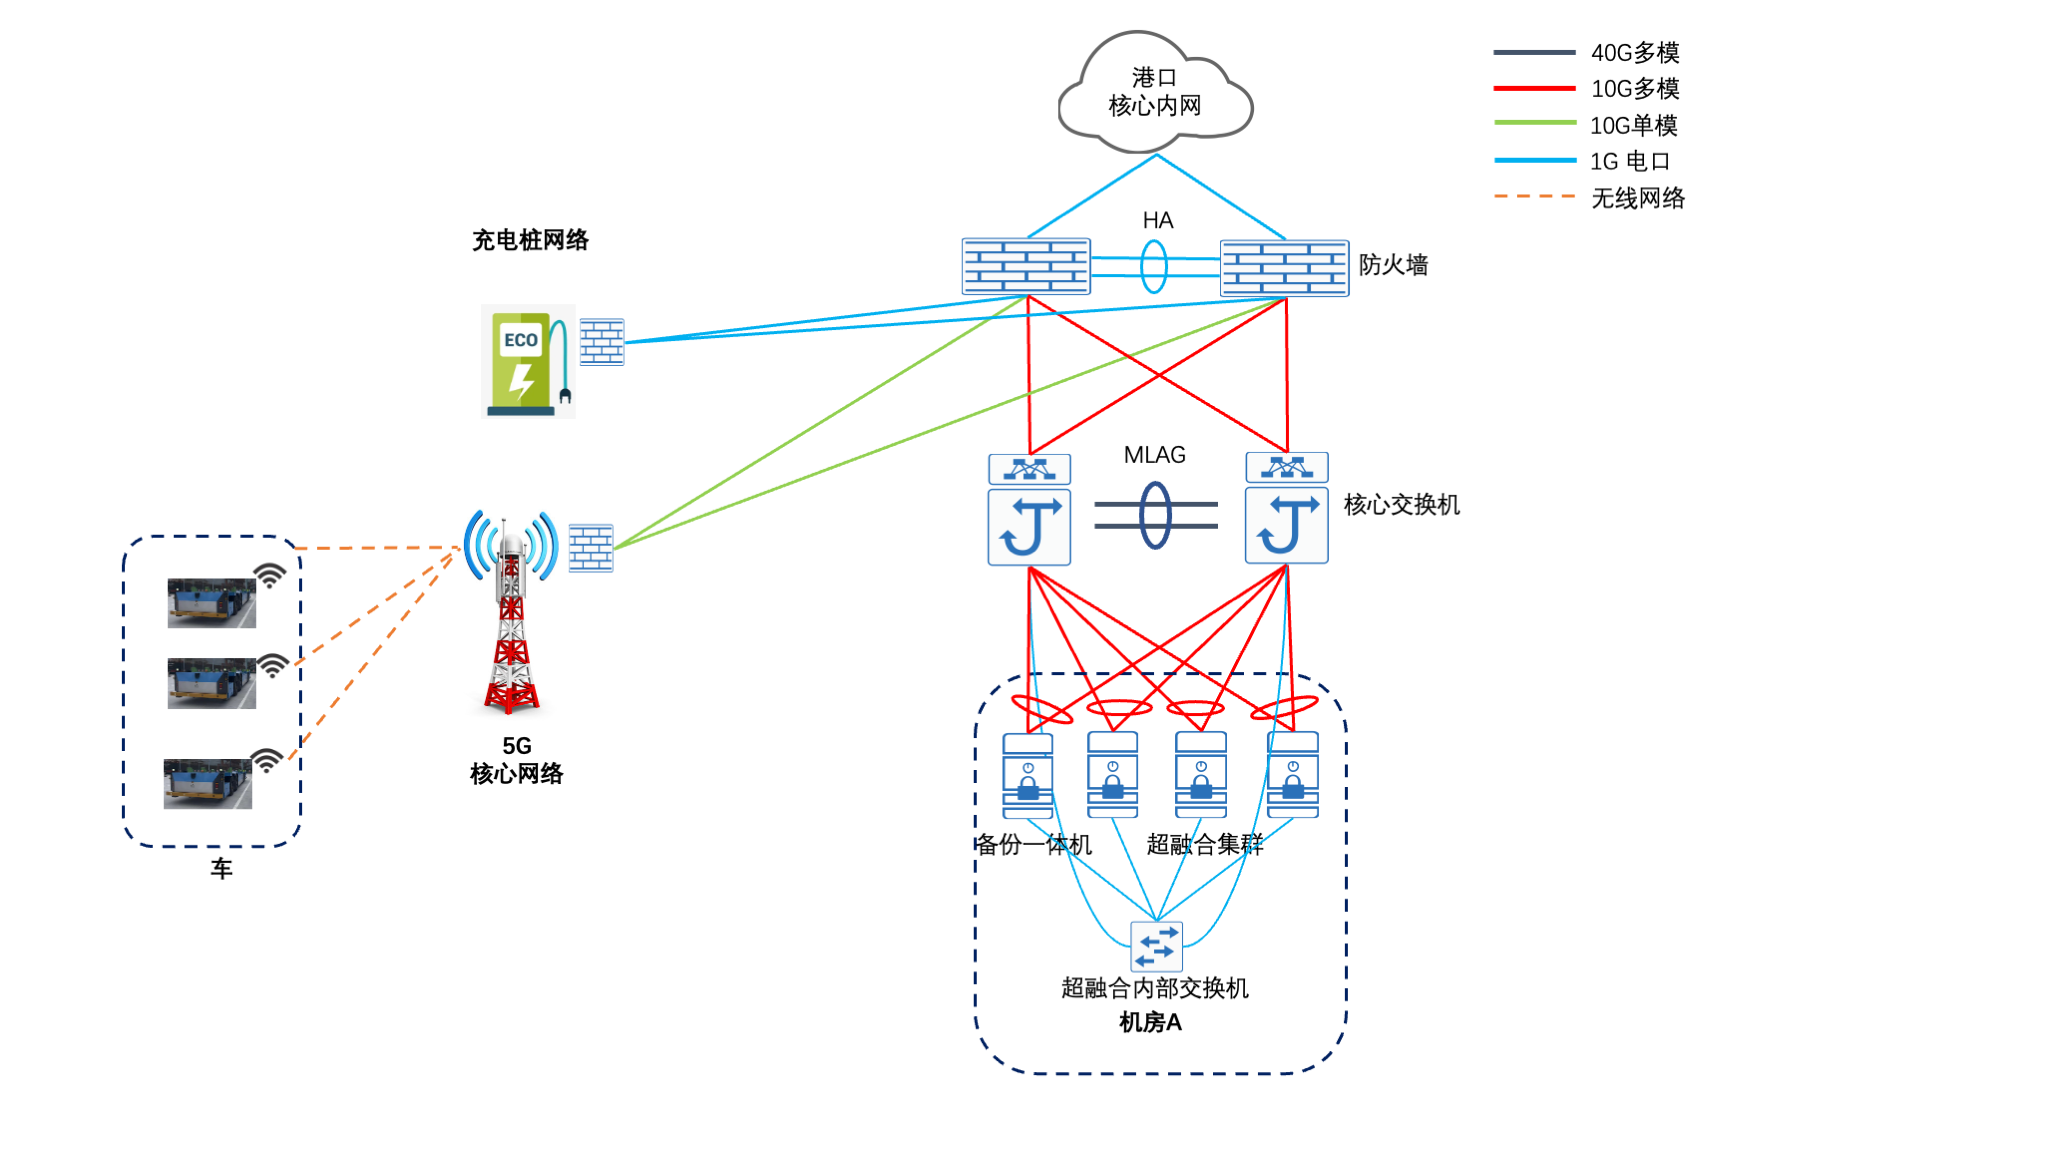 港口
核心内网
40G多模
10G多模
10G单模
1G 电口
无线网络
HA
充电桩网络
防火墙
ECO
MLAG
核心交换机
5G
核心网络
备份一体机
超融合集群
车
超融合内部交换机
机房A